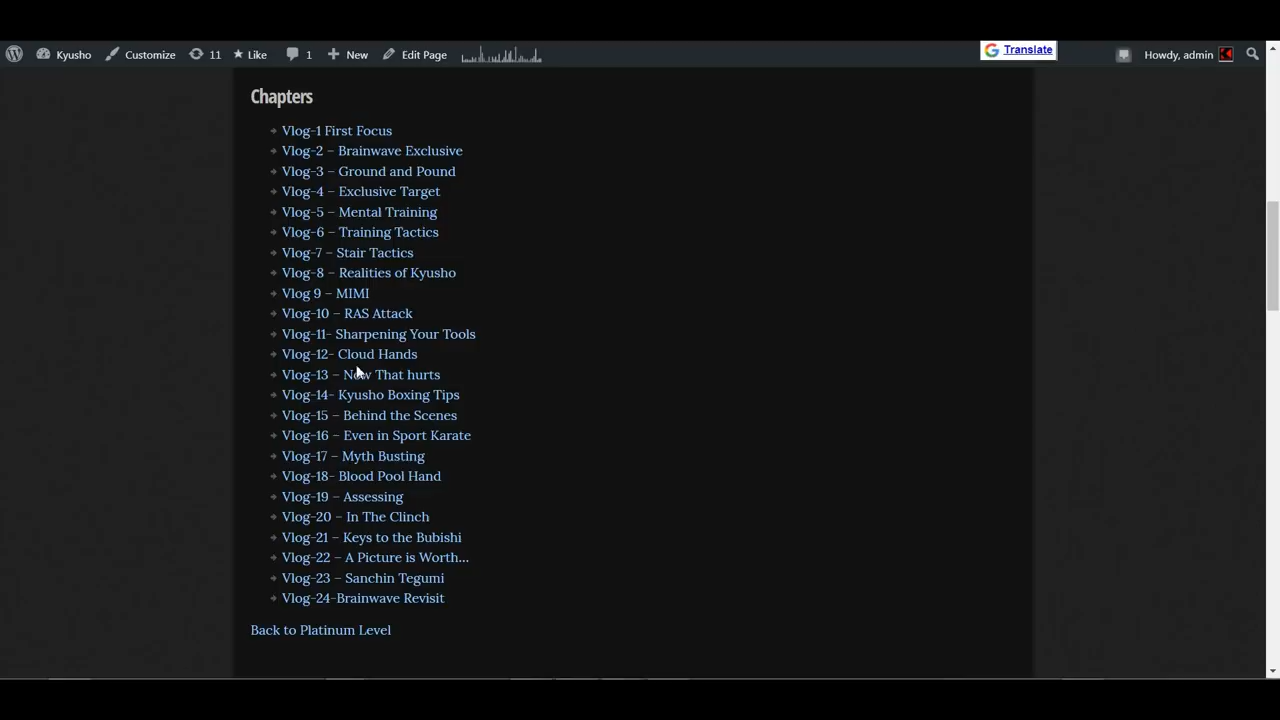 Kyusho Customize 11 Like 1 New Edit Page Translate Howdy, admin
Chapters
Vlog-1 First Focus
Vlog-2 – Brainwave Exclusive
Vlog-3 – Ground and Pound
Vlog-4 – Exclusive Target
Vlog-5 – Mental Training
Vlog-6 – Training Tactics
Vlog-7 – Stair Tactics
Vlog-8 – Realities of Kyusho
Vlog 9 – MIMI
Vlog-10 – RAS Attack
Vlog-11- Sharpening Your Tools
Vlog-12- Cloud Hands
Vlog-13 – Now That hurts
Vlog-14- Kyusho Boxing Tips
Vlog-15 – Behind the Scenes
Vlog-16 – Even in Sport Karate
Vlog-17 – Myth Busting
Vlog-18- Blood Pool Hand
Vlog-19 – Assessing
Vlog-20 – In The Clinch
Vlog-21 – Keys to the Bubishi
Vlog-22 – A Picture is Worth…
Vlog-23 – Sanchin Tegumi
Vlog-24-Brainwave Revisit
Back to Platinum Level